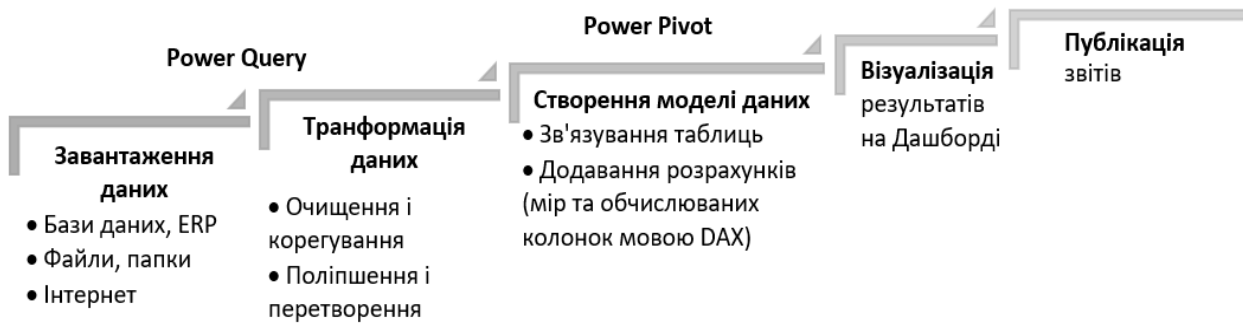 Power Query
Power Pivot
Завантаження
даних
• Бази даних, ERP
• Файли, папки
• Інтернет
Транформація
даних
• Очищення і
корегування
• Поліпшення і
перетворення
Створення моделі даних
• Зв'язування таблиць
• Додавання розрахунків
(мір та обчислюваних
колонок мовою DAX)
Візуалізація
результатів
на Дашборді
Публікація
звітів